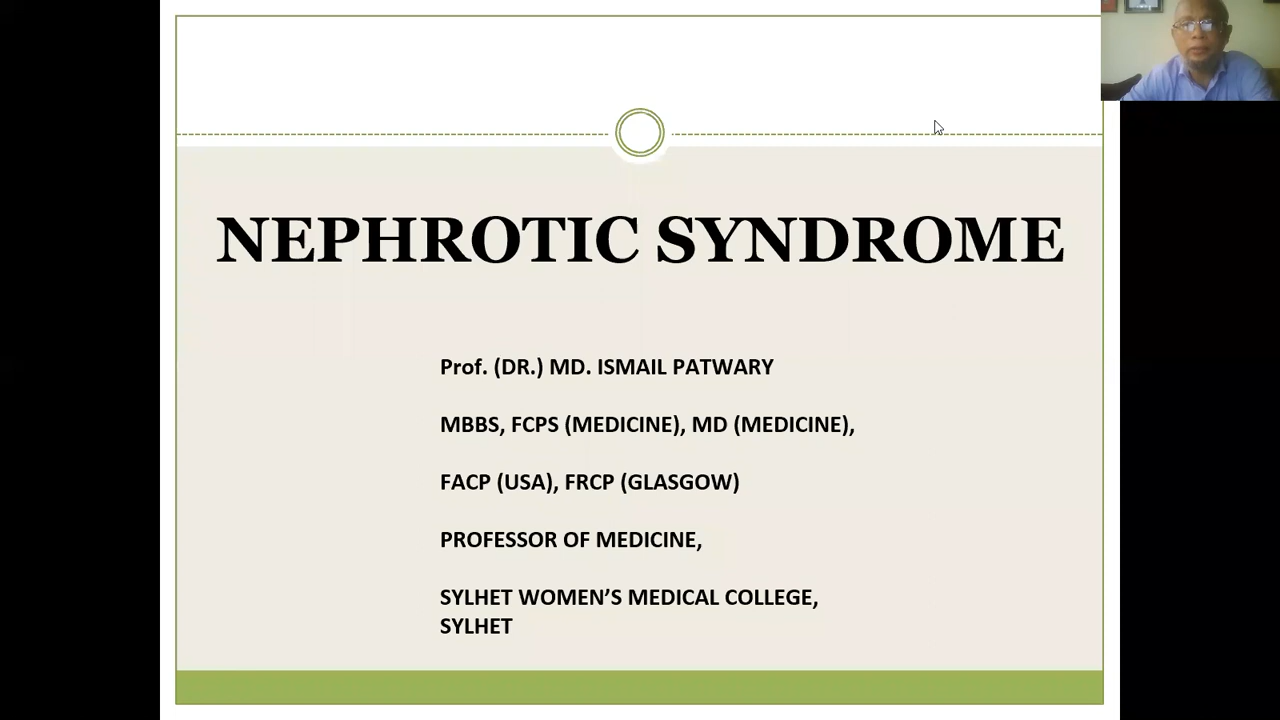 NEPHROTIC SYNDROME
Prof. (DR.) MD. ISMAIL PATWARY
MBBS, FCPS (MEDICINE), MD (MEDICINE),
FACP (USA), FRCP (GLASGOW)
PROFESSOR OF MEDICINE,
SYLHET WOMEN’S MEDICAL COLLEGE,
SYLHET